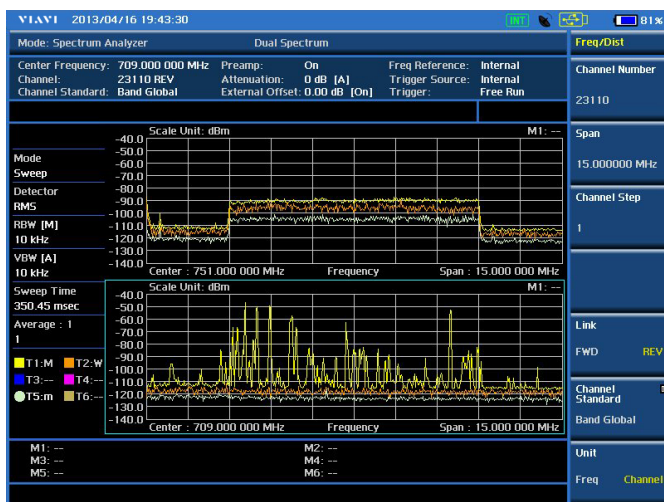 VIAVI 2013/04/16 19:43:30 INT 81%
Mode: Spectrum Analyzer Dual Spectrum Freq/Dist
Center Frequency: 709.000 000 MHz Preamp: On Freq Reference: Internal
Channel: 23110 REV Attenuation: 0 dB [A] Trigger Source: Internal
Channel Standard: Band Global External Offset: 0.00 dB [On] Trigger: Free Run
Channel Number
23110
Scale Unit: dBm M1: --
-40.0
-50.0
-60.0
-70.0
-80.0
-90.0
-100.0
-110.0
-120.0
-130.0
-140.0
Center : 751.000 000 MHz Frequency Span : 15.000 000 MHz
Mode
Sweep
Detector
RMS
RBW [M]
10 kHz
VBW [A]
10 kHz
Sweep Time
350.45 msec
Average : 1
1
T1:M T2:W
T3:-- T4:--
T5:m T6:--
Scale Unit: dBm M1: --
-40.0
-50.0
-60.0
-70.0
-80.0
-90.0
-100.0
-110.0
-120.0
-130.0
-140.0
Center : 709.000 000 MHz Frequency Span : 15.000 000 MHz
Span
15.000000 MHz
Channel Step
1
Link
FWD REV
Channel
Standard
Band Global
Unit
Freq Channel
M1: -- M2: --
M3: -- M4: --
M5: -- M6: --